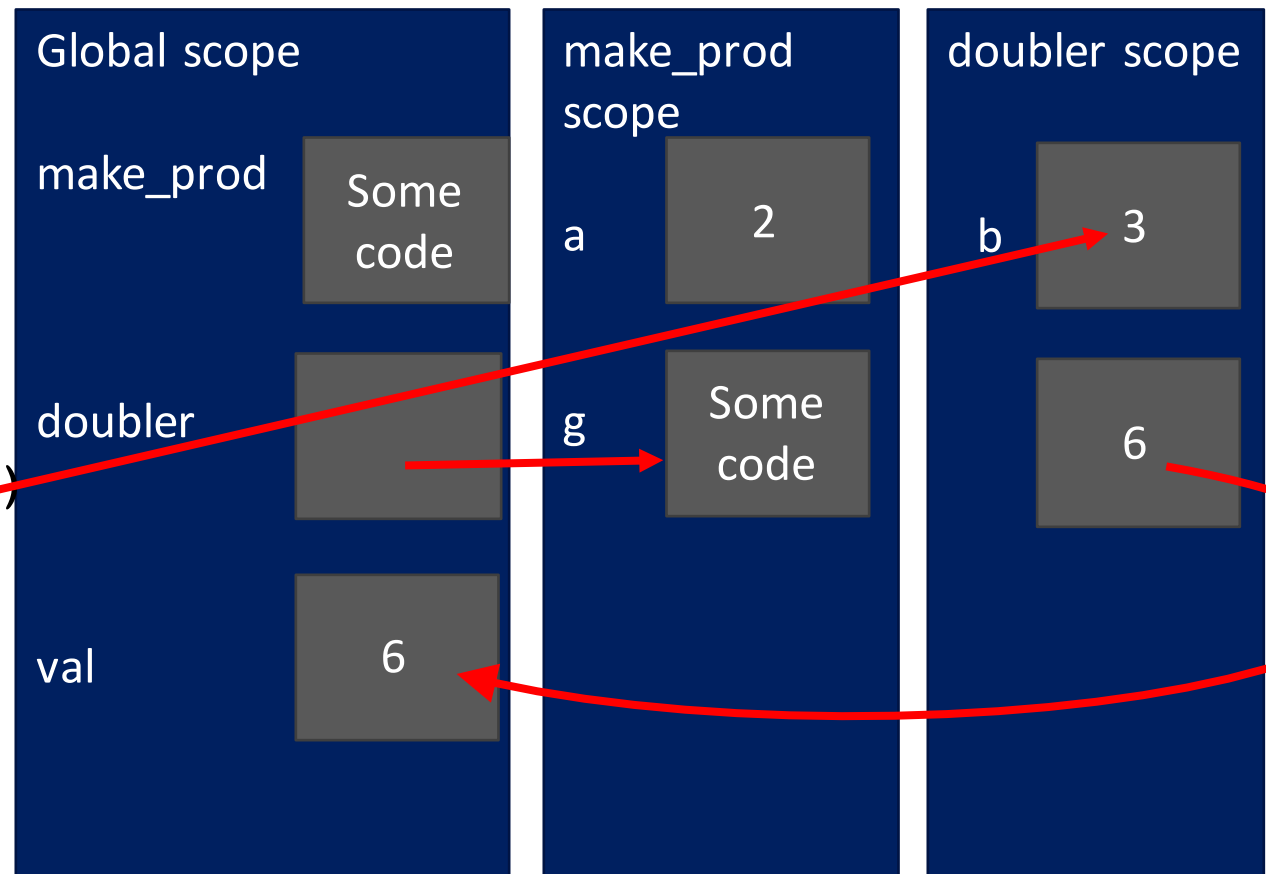 Global scope
make_prod
Some
code
doubler
)
val
6
make_prod
scope
a
2
g
Some
code
doubler scope
b
3
6